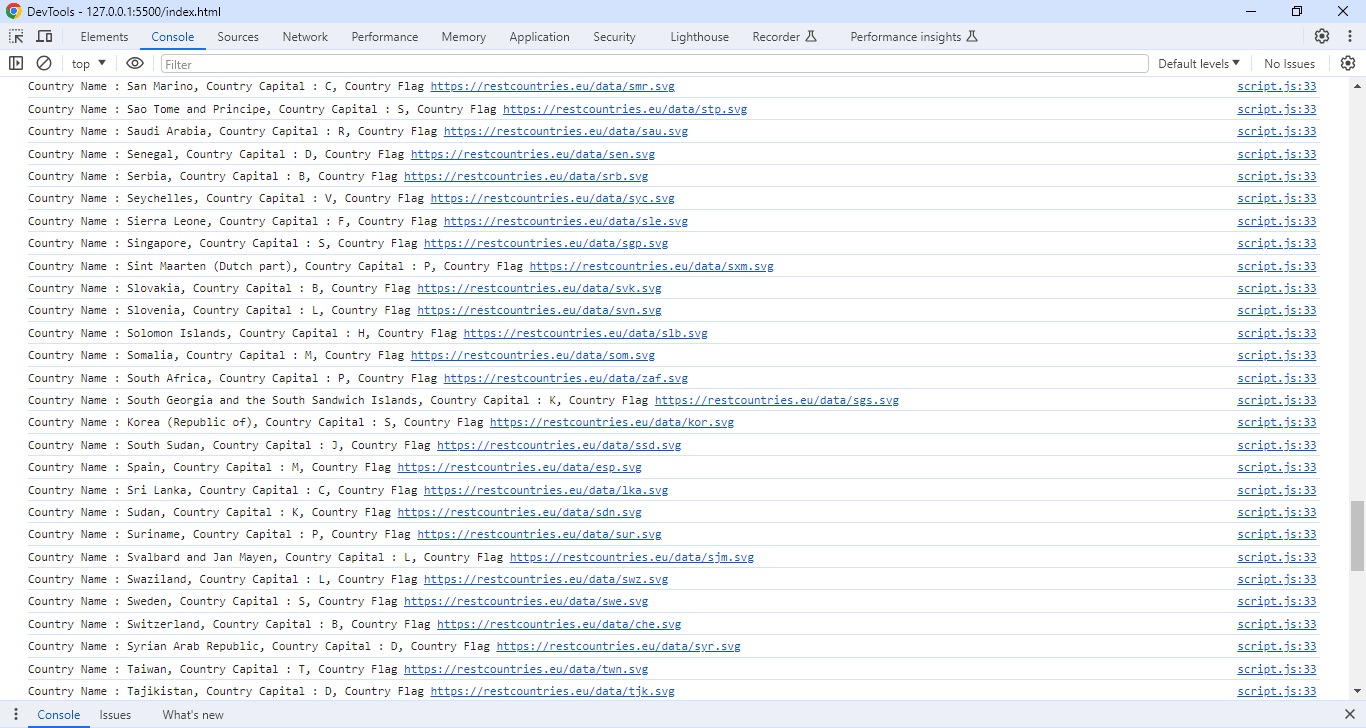 DevTools - 127.0.0.1:5500/index.html
Elements Console Sources Network Performance Memory Application Security Lighthouse Recorder Performance insights
top Filter Default levels No Issues
Country Name : San Marino, Country Capital : C, Country Flag https://restcountries.eu/data/smr.svg script.js:33
Country Name : Sao Tome and Principe, Country Capital : S, Country Flag https://restcountries.eu/data/stp.svg script.js:33
Country Name : Saudi Arabia, Country Capital : R, Country Flag https://restcountries.eu/data/sau.svg script.js:33
Country Name : Senegal, Country Capital : D, Country Flag https://restcountries.eu/data/sen.svg script.js:33
Country Name : Serbia, Country Capital : B, Country Flag https://restcountries.eu/data/srb.svg script.js:33
Country Name : Seychelles, Country Capital : V, Country Flag https://restcountries.eu/data/syc.svg script.js:33
Country Name : Sierra Leone, Country Capital : F, Country Flag https://restcountries.eu/data/sle.svg script.js:33
Country Name : Singapore, Country Capital : S, Country Flag https://restcountries.eu/data/sgp.svg script.js:33
Country Name : Sint Maarten (Dutch part), Country Capital : P, Country Flag https://restcountries.eu/data/sxm.svg script.js:33
Country Name : Slovakia, Country Capital : B, Country Flag https://restcountries.eu/data/svk.svg script.js:33
Country Name : Slovenia, Country Capital : L, Country Flag https://restcountries.eu/data/svn.svg script.js:33
Country Name : Solomon Islands, Country Capital : H, Country Flag https://restcountries.eu/data/slb.svg script.js:33
Country Name : Somalia, Country Capital : M, Country Flag https://restcountries.eu/data/som.svg script.js:33
Country Name : South Africa, Country Capital : P, Country Flag https://restcountries.eu/data/zaf.svg script.js:33
Country Name : South Georgia and the South Sandwich Islands, Country Capital : K, Country Flag https://restcountries.eu/data/sgs.svg script.js:33
Country Name : Korea (Republic of), Country Capital : S, Country Flag https://restcountries.eu/data/kor.svg script.js:33
Country Name : South Sudan, Country Capital : J, Country Flag https://restcountries.eu/data/ssd.svg script.js:33
Country Name : Spain, Country Capital : M, Country Flag https://restcountries.eu/data/esp.svg script.js:33
Country Name : Sri Lanka, Country Capital : C, Country Flag https://restcountries.eu/data/lka.svg script.js:33
Country Name : Sudan, Country Capital : K, Country Flag https://restcountries.eu/data/sdn.svg script.js:33
Country Name : Suriname, Country Capital : P, Country Flag https://restcountries.eu/data/sur.svg script.js:33
Country Name : Svalbard and Jan Mayen, Country Capital : L, Country Flag https://restcountries.eu/data/sjm.svg script.js:33
Country Name : Swaziland, Country Capital : L, Country Flag https://restcountries.eu/data/swz.svg script.js:33
Country Name : Sweden, Country Capital : S, Country Flag https://restcountries.eu/data/swe.svg script.js:33
Country Name : Switzerland, Country Capital : B, Country Flag https://restcountries.eu/data/che.svg script.js:33
Country Name : Syrian Arab Republic, Country Capital : D, Country Flag https://restcountries.eu/data/syr.svg script.js:33
Country Name : Taiwan, Country Capital : T, Country Flag https://restcountries.eu/data/twn.svg script.js:33
Country Name : Tajikistan, Country Capital : D, Country Flag https://restcountries.eu/data/tjk.svg script.js:33
Console Issues What's new